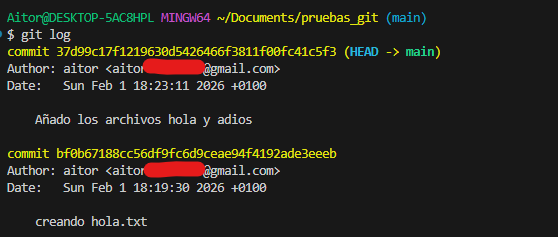 Aitor@DESKTOP-5AC8HPL MINGW64 ~/Documents/pruebas_git (main)
$ git log
commit 37d99c17f1219630d5426466f3811f00fc41c5f3 (HEAD -> main)
Author: aitor <aitor@gmail.com>
Date:   Sun Feb 1 18:23:11 2026 +0100
    Añado los archivos hola y adios
commit bf0b67188cc56df9fc6d9ceae94f4192ade3eeeb
Author: aitor <aitor@gmail.com>
Date:   Sun Feb 1 18:19:30 2026 +0100
    creando hola.txt